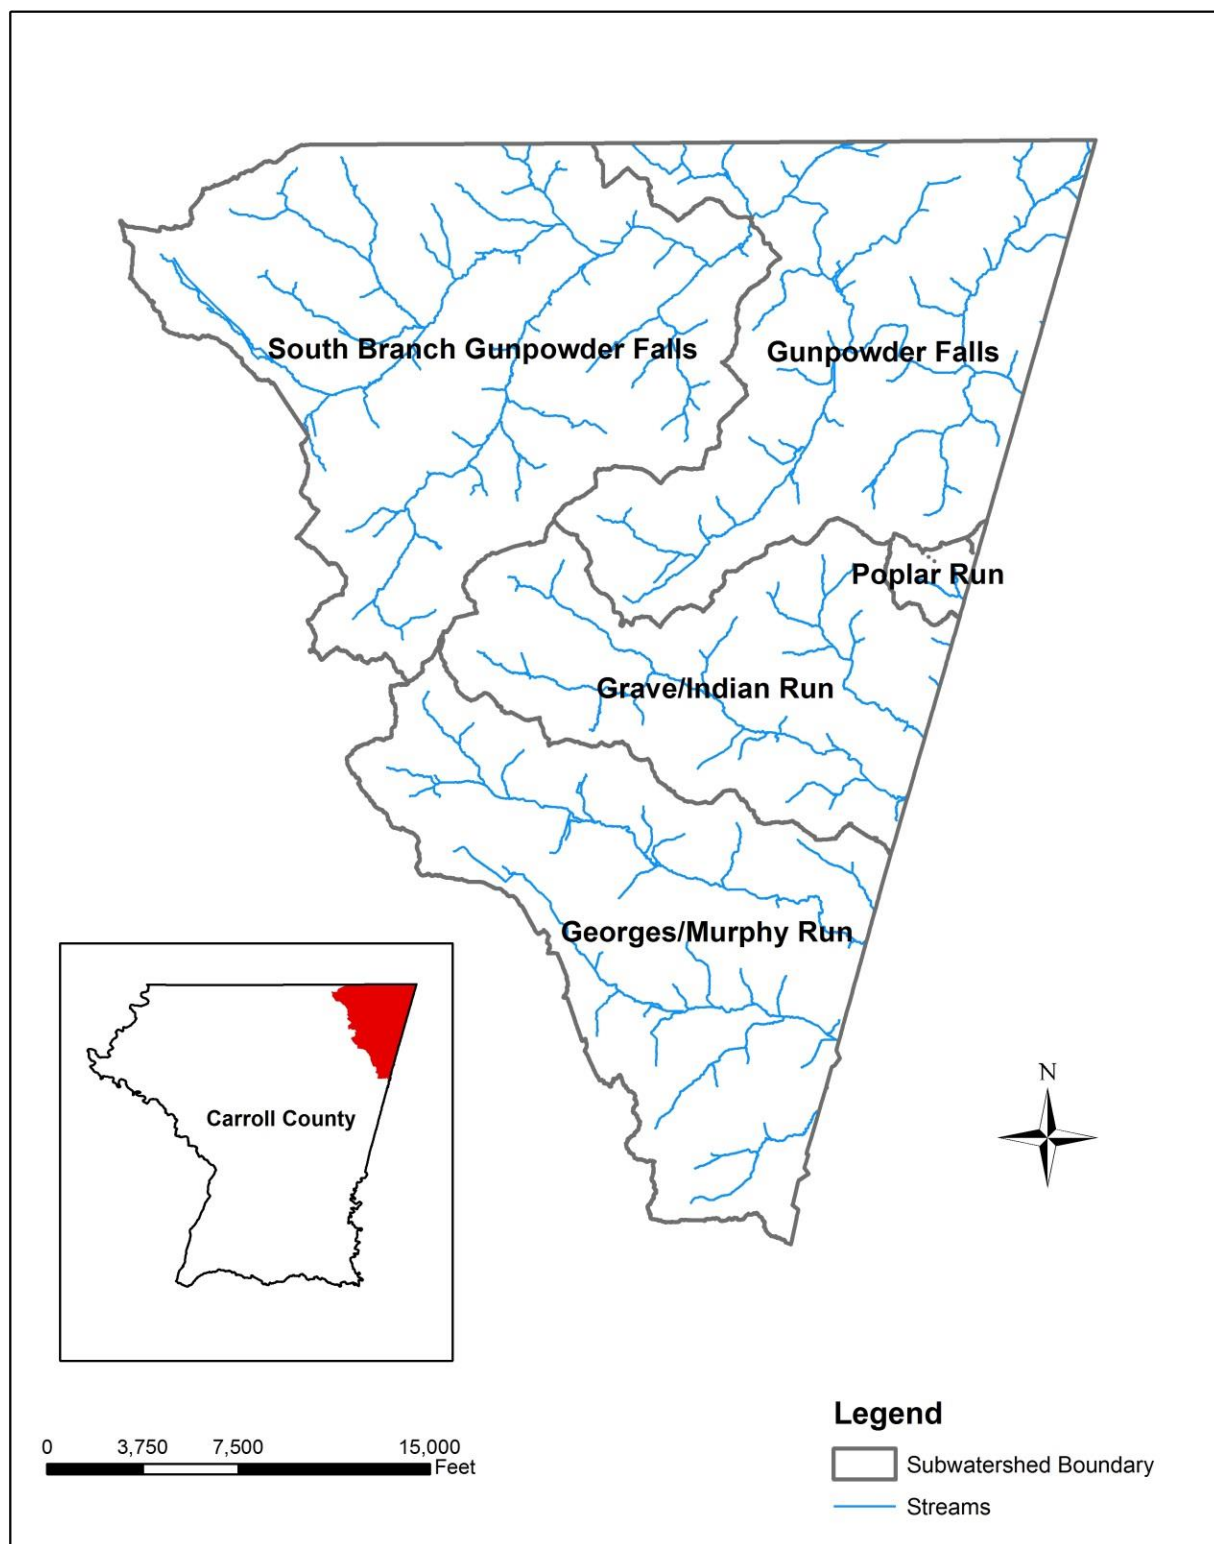 South Branch Gunpowder Falls
Gunpowder Falls
Poplar Run
Grave/Indian Run
Georges/Murphy Run
Carroll County
N
Legend
Subwatershed Boundary
Streams
0 3,750 7,500 15,000
Feet